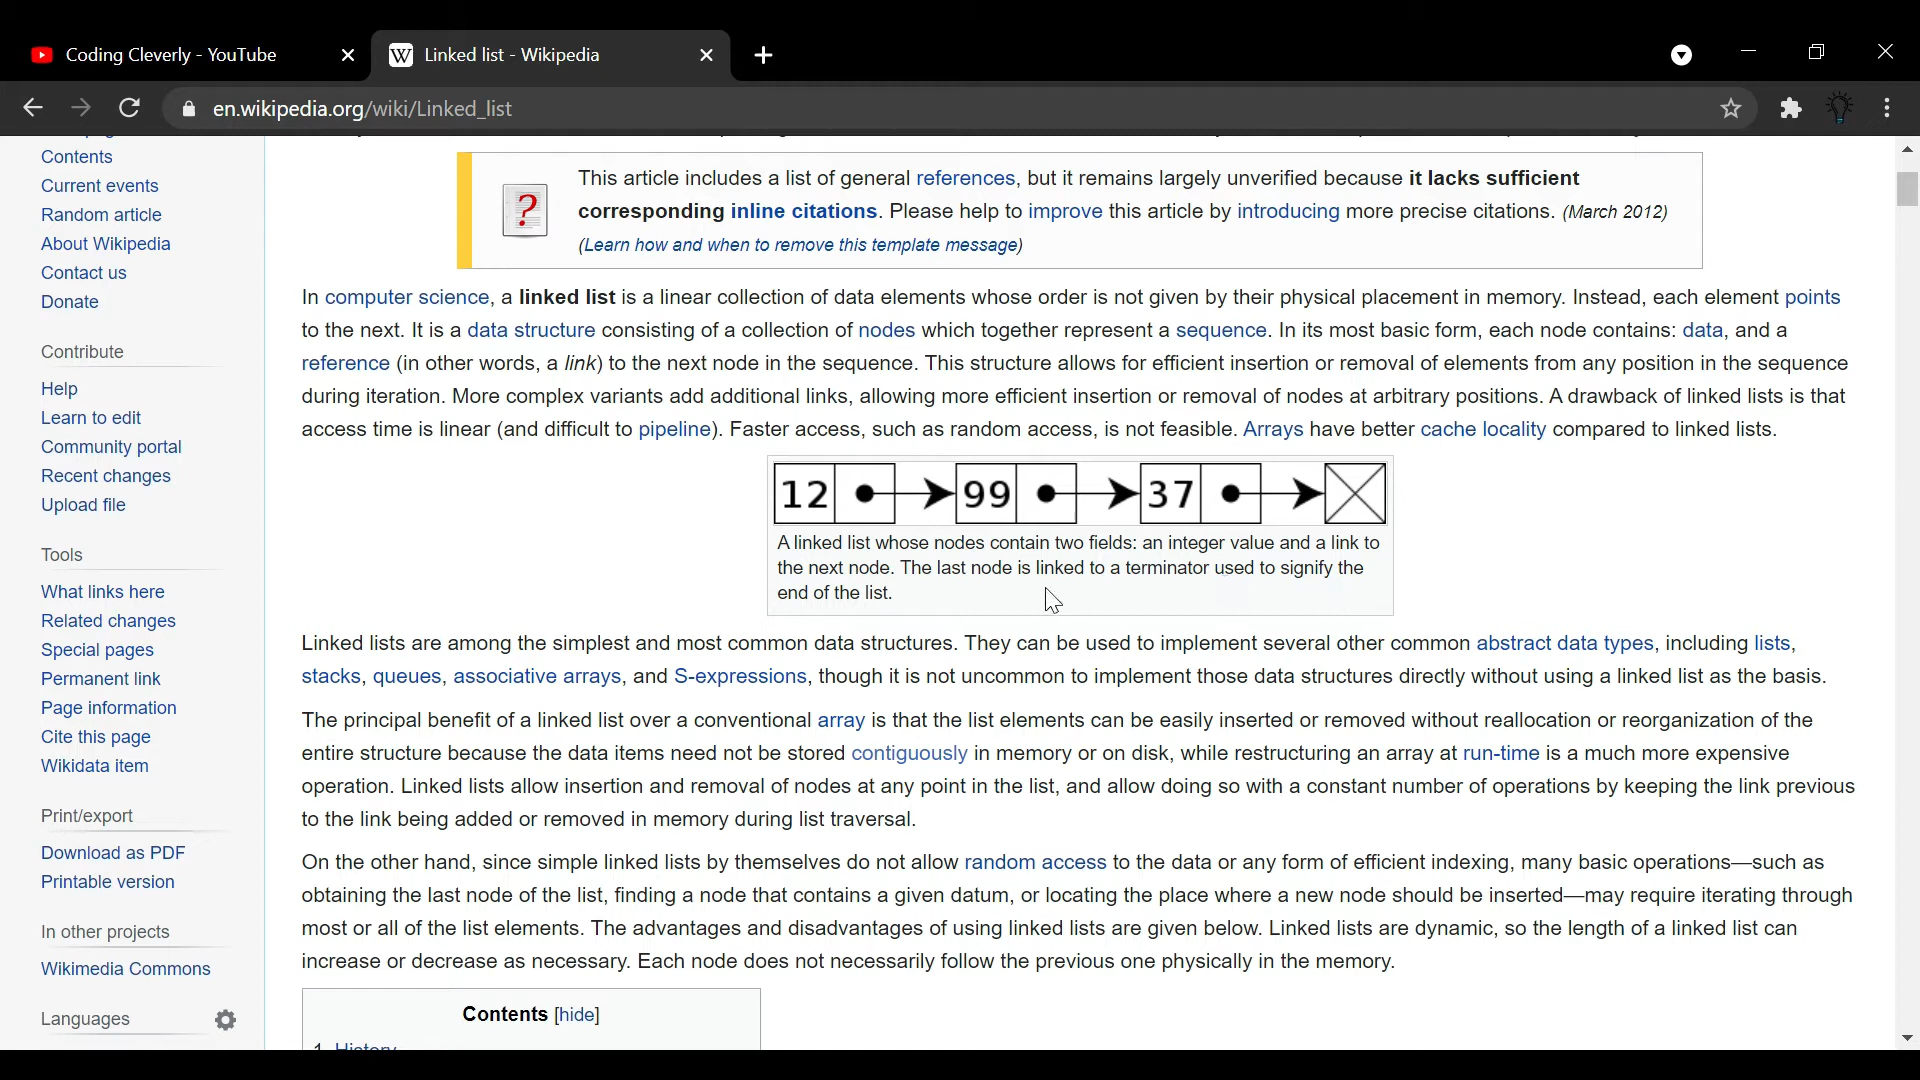 Coding Cleverly - YouTube
Linked list - Wikipedia
en.wikipedia.org/wiki/Linked_list
Contents
Current events
Random article
About Wikipedia
Contact us
Donate
Contribute
Help
Learn to edit
Community portal
Recent changes
Upload file
Tools
What links here
Related changes
Special pages
Permanent link
Page information
Cite this page
Wikidata item
Print/export
Download as PDF
Printable version
In other projects
Wikimedia Commons
Languages
This article includes a list of general references, but it remains largely unverified because it lacks sufficient
corresponding inline citations. Please help to improve this article by introducing more precise citations. (March 2012)
(Learn how and when to remove this template message)
In computer science, a linked list is a linear collection of data elements whose order is not given by their physical placement in memory. Instead, each element points
to the next. It is a data structure consisting of a collection of nodes which together represent a sequence. In its most basic form, each node contains: data, and a
reference (in other words, a link) to the next node in the sequence. This structure allows for efficient insertion or removal of elements from any position in the sequence
during iteration. More complex variants add additional links, allowing more efficient insertion or removal of nodes at arbitrary positions. A drawback of linked lists is that
access time is linear (and difficult to pipeline). Faster access, such as random access, is not feasible. Arrays have better cache locality compared to linked lists.
12 99 37
A linked list whose nodes contain two fields: an integer value and a link to
the next node. The last node is linked to a terminator used to signify the
end of the list.
Linked lists are among the simplest and most common data structures. They can be used to implement several other common abstract data types, including lists,
stacks, queues, associative arrays, and S-expressions, though it is not uncommon to implement those data structures directly without using a linked list as the basis.
The principal benefit of a linked list over a conventional array is that the list elements can be easily inserted or removed without reallocation or reorganization of the
entire structure because the data items need not be stored contiguously in memory or on disk, while restructuring an array at run-time is a much more expensive
operation. Linked lists allow insertion and removal of nodes at any point in the list, and allow doing so with a constant number of operations by keeping the link previous
to the link being added or removed in memory during list traversal.
On the other hand, since simple linked lists by themselves do not allow random access to the data or any form of efficient indexing, many basic operations—such as
obtaining the last node of the list, finding a node that contains a given datum, or locating the place where a new node should be inserted—may require iterating through
most or all of the list elements. The advantages and disadvantages of using linked lists are given below. Linked lists are dynamic, so the length of a linked list can
increase or decrease as necessary. Each node does not necessarily follow the previous one physically in the memory.
Contents [hide]
1 History